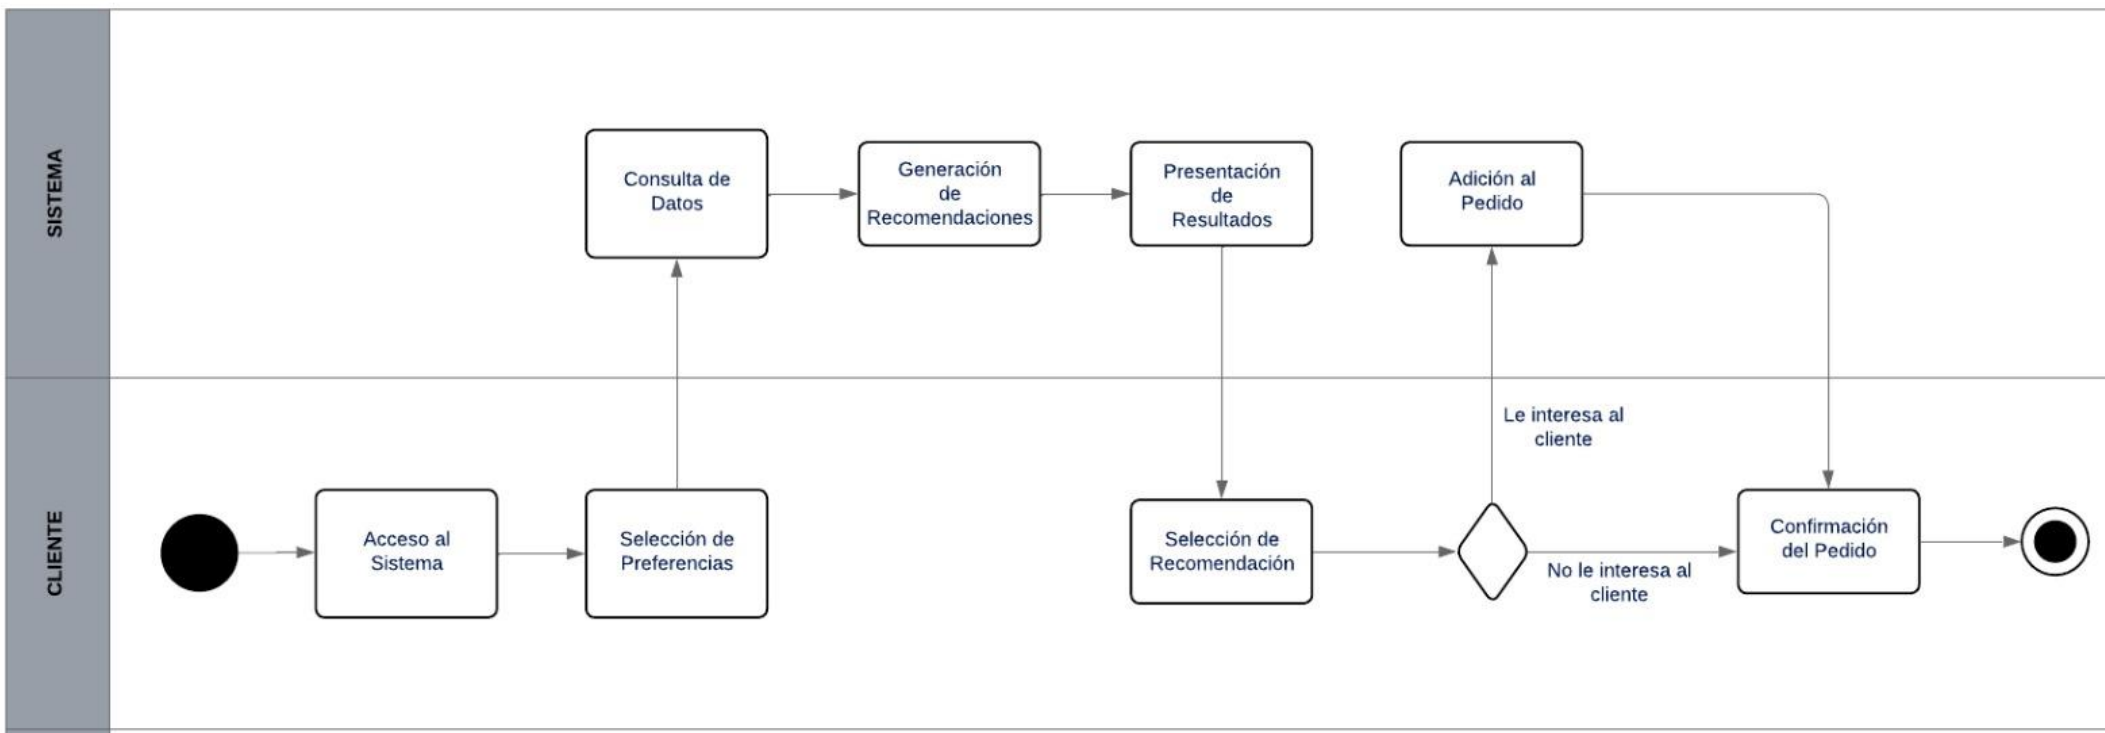 SISTEMA
Consulta de
Datos
Generación
de
Recomendaciones
Presentación
de
Resultados
Adición al
Pedido
CLIENTE
Acceso al
Sistema
Selección de
Preferencias
Selección de
Recomendación
Le interesa al
cliente
No le interesa al
cliente
Confirmación
del Pedido